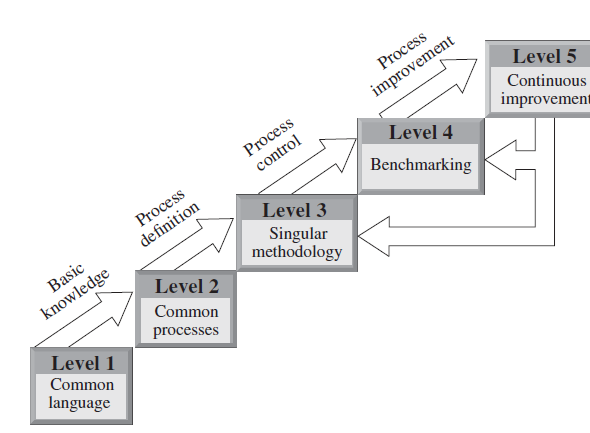 Process
improvement
Level 5
Continuous
improvement
Process
control
Level 4
Benchmarking
Process
definition
Level 3
Singular
methodology
Basic
knowledge
Level 2
Common
processes
Level 1
Common
language